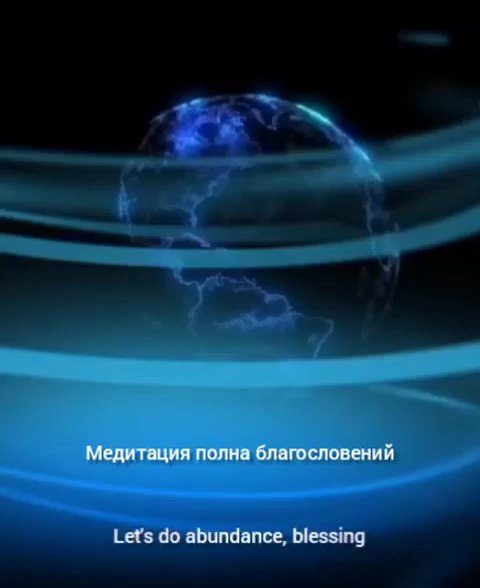 Медитация полна благословений
Let's do abundance, blessing